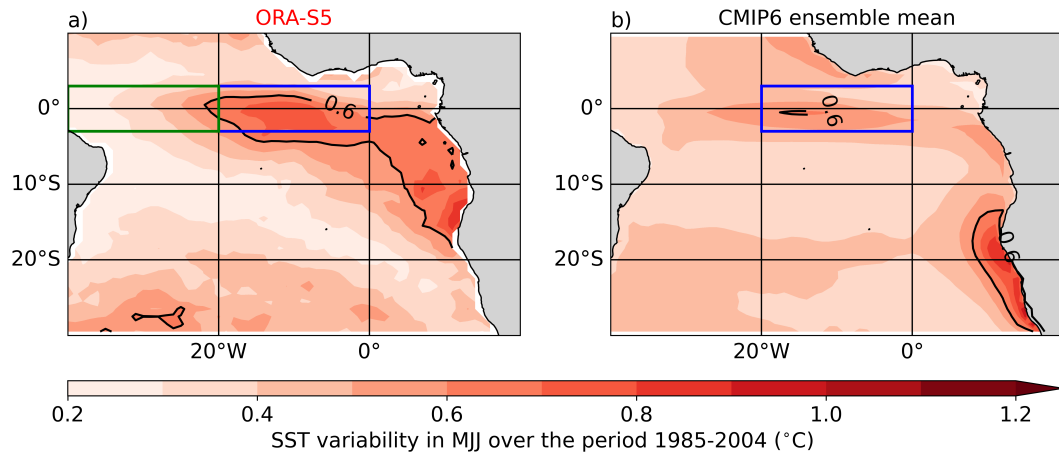 a)
ORA-S5
b)
CMIP6 ensemble mean
0°
10°S
20°S
20°W
0°
0.6
0°
10°S
20°S
20°W
0°
0.6
0.6
0.2
0.4
0.6
0.8
1.0
1.2
SST variability in MJJ over the period 1985-2004 (°C)